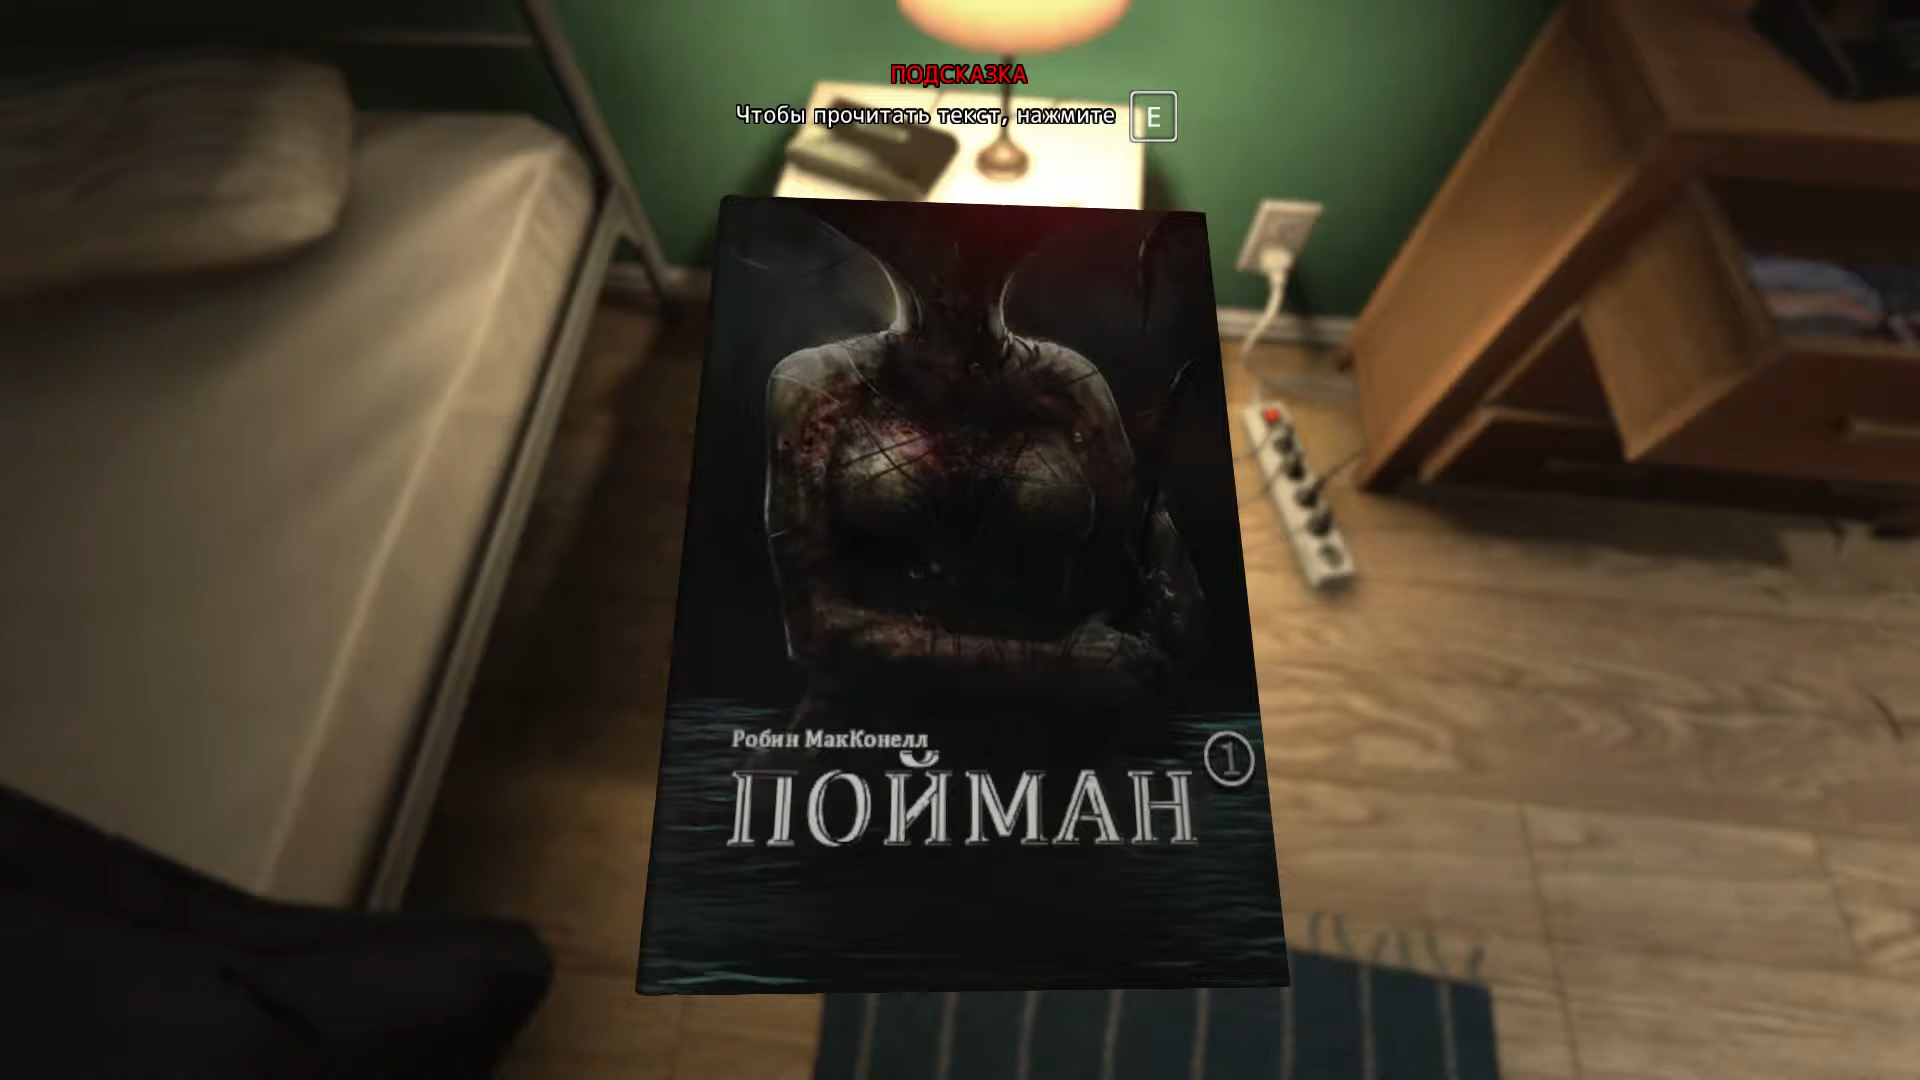 ПОДСКАЗКА
Чтобы прочитать текст, нажмите E
Робин МакКонелл
ПОЙМАН 1